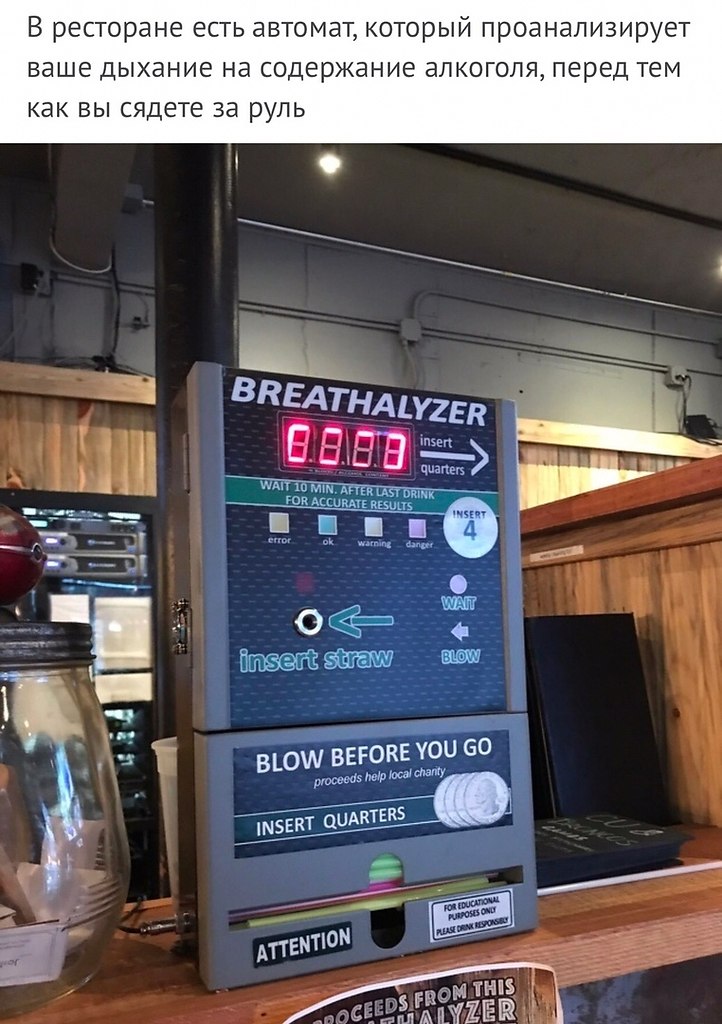 В ресторане есть автомат, который проанализирует
ваше дыхание на содержание алкоголя, перед тем
как вы сядете за руль
BREATHALYZER
insert
quarters
WAIT 10 MIN. AFTER LAST DRINK
FOR ACCURATE RESULTS
INSERT
4
error
ok
warning
danger
WAIT
insert straw
BLOW
BLOW BEFORE YOU GO
proceeds help local charity
INSERT QUARTERS
FOR EDUCATIONAL
PURPOSES ONLY
PLEASE DRINK RESPONSIBLY
ATTENTION
PROCEEDS FROM THIS